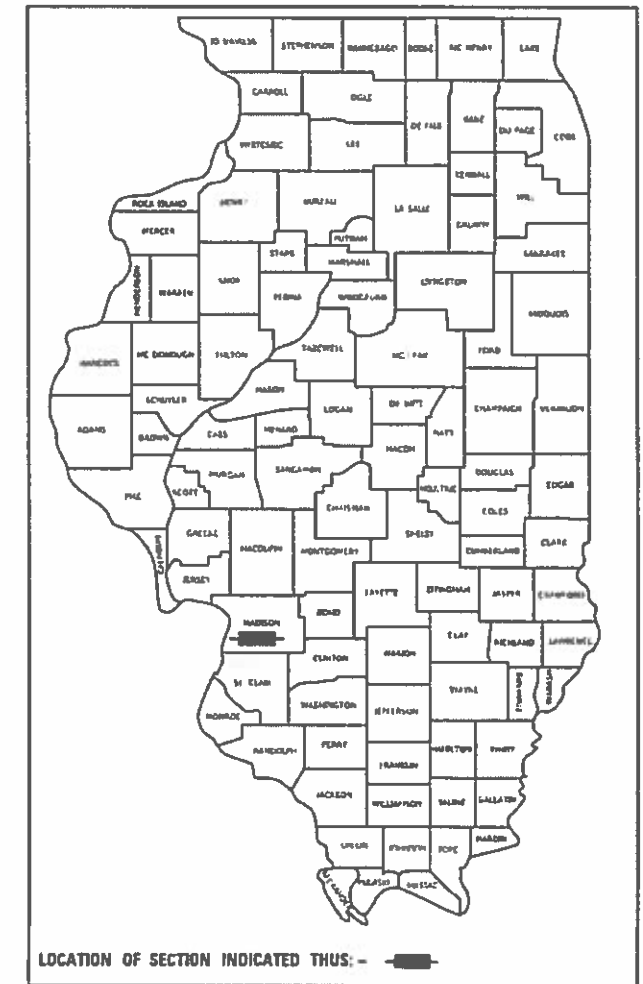 JO DAVIESS STEPHENSON WINNEBAGO BOONE MC HENRY LAKE
CARROLL OGLE
DE KALB KANE DU PAGE COOK
WHITESIDE LEE
KENDALL
ROCK ISLAND HENRY BUREAU LA SALLE WILL
GRUNDY
MERCER PUTNAM
STARK MARSHALL KANKAKEE
HENDERSON WARREN KNOX PEORIA WOODFORD LIVINGSTON
IROQUOIS
HANCOCK MC DONOUGH FULTON TAZEWELL MC LEAN FORD
MASON
SCHUYLER LOGAN DE WITT CHAMPAIGN VERMILION
ADAMS BROWN CASS MENARD PIATT
MACON
MORGAN SANGAMON DOUGLAS EDGAR
PIKE SCOTT MOULTRIE
CHRISTIAN COLES
GREENE MACOUPIN MONTGOMERY SHELBY CLARK
CALHOUN CUMBERLAND
JERSEY
FAYETTE EFFINGHAM JASPER CRAWFORD
MADISON BOND
CLAY RICHLAND LAWRENCE
CLINTON MARION
ST CLAIR WAYNE EDWARDS WABASH
MONROE WASHINGTON JEFFERSON
RANDOLPH PERRY HAMILTON WHITE
FRANKLIN
JACKSON WILLIAMSON SALINE GALLATIN
UNION JOHNSON POPE HARDIN
PULASKI MASSAC
LOCATION OF SECTION INDICATED THUS: -